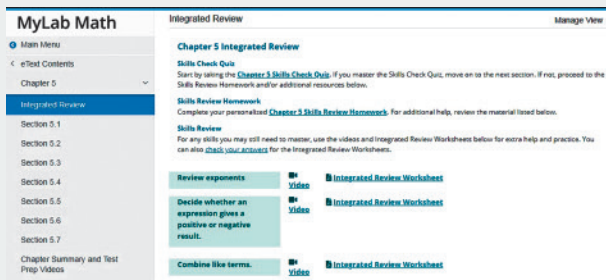 MyLab Math
Main Menu
eText Contents
Chapter 5
Integrated Review
Section 5.1
Section 5.2
Section 5.3
Section 5.4
Section 5.5
Section 5.6
Section 5.7
Chapter Summary and Test
Prep Videos
Integrated Review
Manage View
Chapter 5 Integrated Review
Skills Check Quiz
Start by taking the Chapter 5 Skills Check Quiz. If you master the Skills Check Quiz, move on to the next section. If not, proceed to the
Skills Review Homework and/or additional resources below.
Skills Review Homework
Complete your personalized Chapter 5 Skills Review Homework. For additional help, review the material listed below.
Skills Review
For any skills you may still need to master, use the videos and Integrated Review Worksheets below for extra help and practice. You
can also check your answers for the Integrated Review Worksheets.
Review exponents
Video
Integrated Review Worksheet
Decide whether an
expression gives a
positive or negative
result.
Video
Integrated Review Worksheet
Combine like terms.
Video
Integrated Review Worksheet